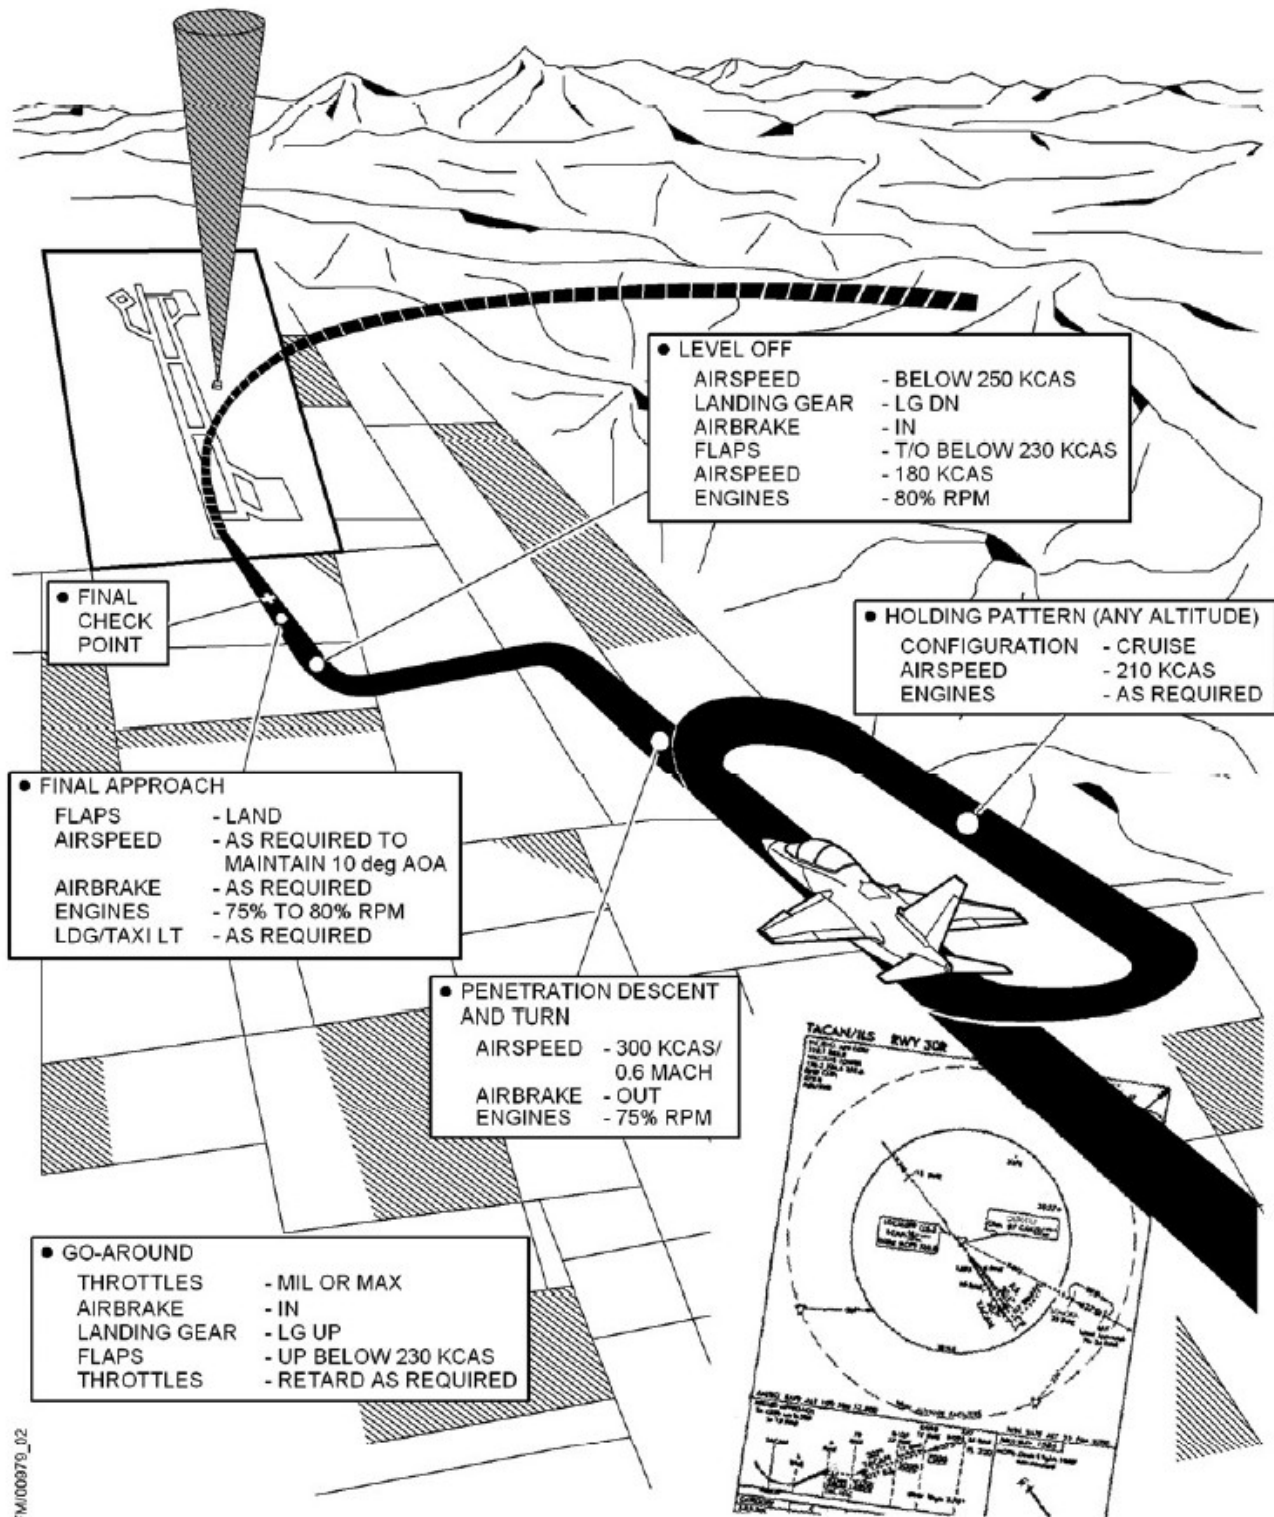 ● LEVEL OFF
AIRSPEED - BELOW 250 KCAS
LANDING GEAR - LG DN
AIRBRAKE - IN
FLAPS - T/O BELOW 230 KCAS
AIRSPEED - 180 KCAS
ENGINES - 80% RPM
● FINAL
CHECK
POINT
● HOLDING PATTERN (ANY ALTITUDE)
CONFIGURATION - CRUISE
AIRSPEED - 210 KCAS
ENGINES - AS REQUIRED
● FINAL APPROACH
FLAPS - LAND
AIRSPEED - AS REQUIRED TO
MAINTAIN 10 deg AOA
AIRBRAKE - AS REQUIRED
ENGINES - 75% TO 80% RPM
LDG/TAXI LT - AS REQUIRED
● PENETRATION DESCENT
AND TURN
AIRSPEED - 300 KCAS/
0.6 MACH
AIRBRAKE - OUT
ENGINES - 75% RPM
TACAN/ILS RWY 30R
● GO-AROUND
THROTTLES - MIL OR MAX
AIRBRAKE - IN
LANDING GEAR - LG UP
FLAPS - UP BELOW 230 KCAS
THROTTLES - RETARD AS REQUIRED